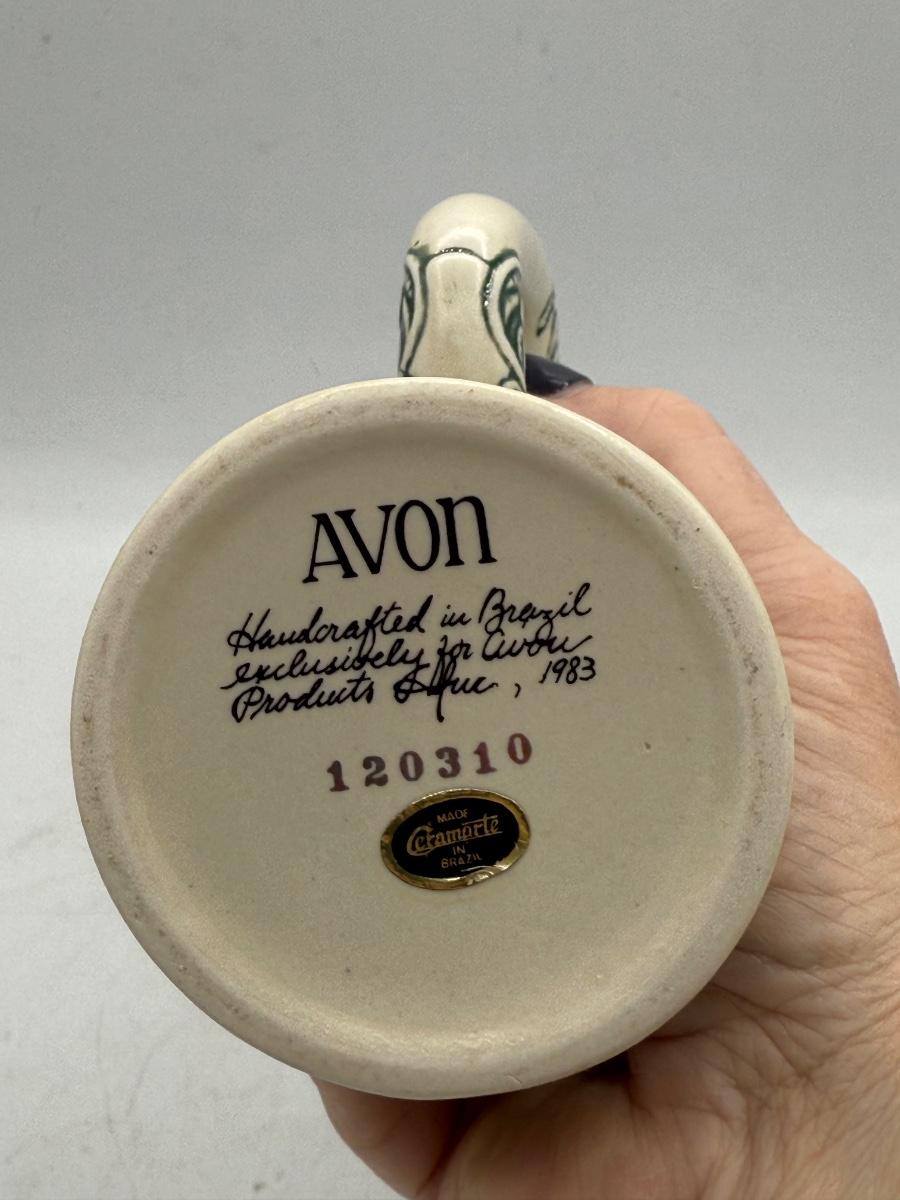 AVON
Handcrafted in Brazil
exclusively for Avon
Products Inc., 1983
120310
MADE
Ceramarte
IN
BRAZIL